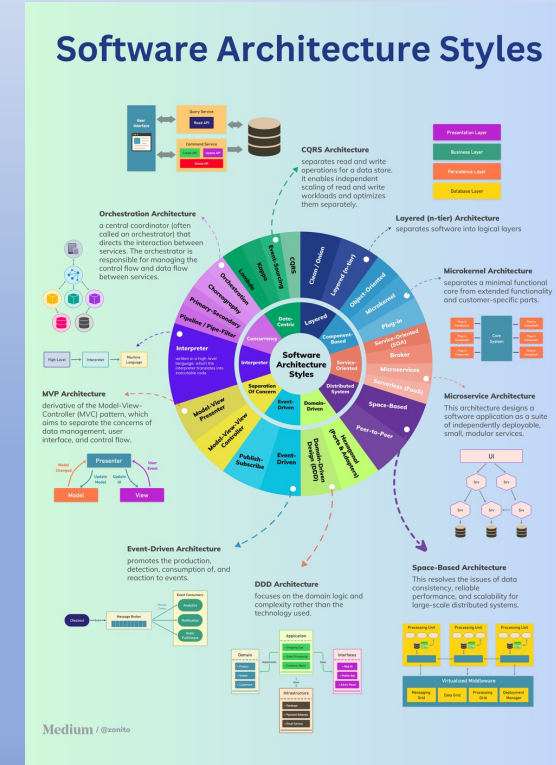 Software Architecture Styles
User
Interface
Query Service
Read API
Command Service
Create API
Update API
Delete API
CQRS Architecture
separates read and write
operations for a data store.
It enables independent
scaling of read and write
workloads and optimizes
them separately.
Presentation Layer
Business Layer
Persistence Layer
Database Layer
Orchestration Architecture
a central coordinator (often
called an orchestrator) that
directs the interaction between
services. The orchestrator is
responsible for managing the
control flow and data flow
between services.
Layered (n-tier) Architecture
separates software into logical layers
Microkernel Architecture
separates a minimal functional
core from extended functionality
and customer-specific parts.
Core
System
High-Level
Interpreter
Machine
Language
MVP Architecture
derivative of the Model–View–
Controller (MVC) pattern, which
aims to separate the concerns of
data management, user
interface, and control flow.
Presenter
Model
Changed
Update
Model
Update
UI
User
Event
Model
View
Microservice Architecture
This architecture designs a
software application as a suite
of independently deployable,
small, modular services.
UI
Srv
Srv
Srv
Srv
Srv
Software
Architecture
Styles
Data-
Centric
Layered
Component-
Based
Service-
Oriented
Distributed
System
Domain-
Driven
Event-
Driven
Separation
Of Concern
Interpreter
Concurrency
Lambda
Kappa
Event-Sourcing
CQRS
Clean / Onion
Layered (n-tier)
Object-Oriented
Microkernel
Plug-in
Service-Oriented
(SOA)
Broker
Microservices
Serverless (FaaS)
Space-Based
Peer-to-Peer
Hexagonal
(Ports & Adapters)
Domain-Driven
Design (DDD)
Event-
Driven
Publish-
Subscribe
Model-View-View
Controller
Model-View
Presenter
Interpreter
written in a high-level
language, which the
interpreter translates into
executable code
Pipeline / Pipe-Filter
Primary-Secondary
Choreography
Orchestration
Event-Driven Architecture
promotes the production,
detection, consumption of, and
reaction to events.
Checkout
Message Broker
Event Consumers
Analytics
Notification
Order
Fulfillment
DDD Architecture
focuses on the domain logic and
complexity rather than the
technology used.
Application
Domain
Interfaces
Infrastructure
Space-Based Architecture
This resolves the issues of data
consistency, reliable
performance, and scalability for
large-scale distributed systems.
Processing Unit
Processing Unit
Processing Unit
Virtualized Middleware
Messaging
Grid
Data Grid
Processing
Grid
Deployment
Manager
Medium / @zonito